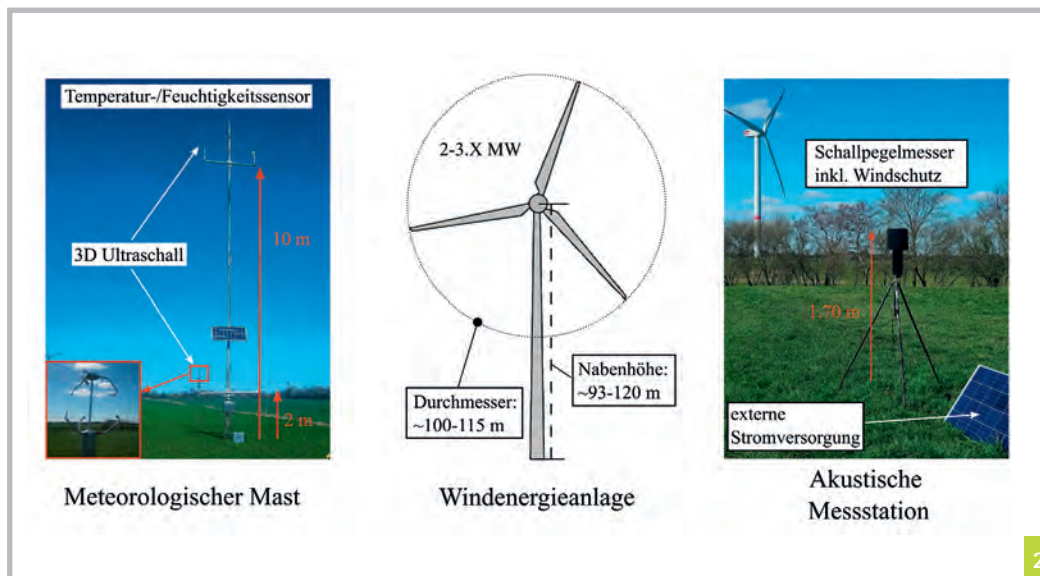 Temperatur-/Feuchtigkeitssensor
3D Ultraschall
10 m
2 m
Meteorologischer Mast
2-3.X MW
Durchmesser:
~100-115 m
Nabenhöhe:
~93-120 m
Windenergieanlage
Schallpegelmesser
inkl. Windschutz
1.70 m
externe
Stromversorgung
Akustische
Messstation
2